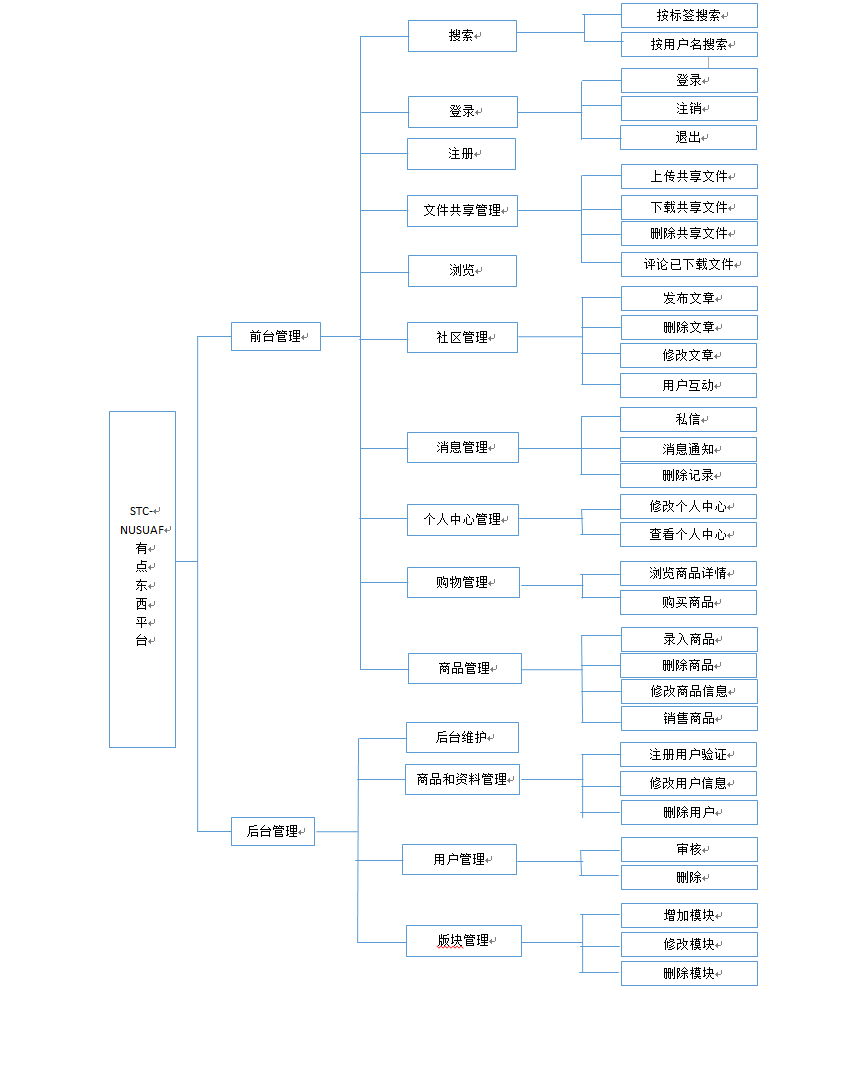 搜索
按标签搜索
按用户名搜索
登录
登录
注销
退出
注册
文件共享管理
上传共享文件
下载共享文件
删除共享文件
评论已下载文件
浏览
前台管理
社区管理
发布文章
删除文章
修改文章
用户互动
消息管理
私信
消息通知
删除记录
STC-
NUSUAF
有
点
东
西
平
台
个人中心管理
修改个人中心
查看个人中心
购物管理
浏览商品详情
购买商品
商品管理
录入商品
删除商品
修改商品信息
销售商品
后台管理
后台维护
商品和资料管理
注册用户验证
修改用户信息
删除用户
用户管理
审核
删除
版块管理
增加模块
修改模块
删除模块